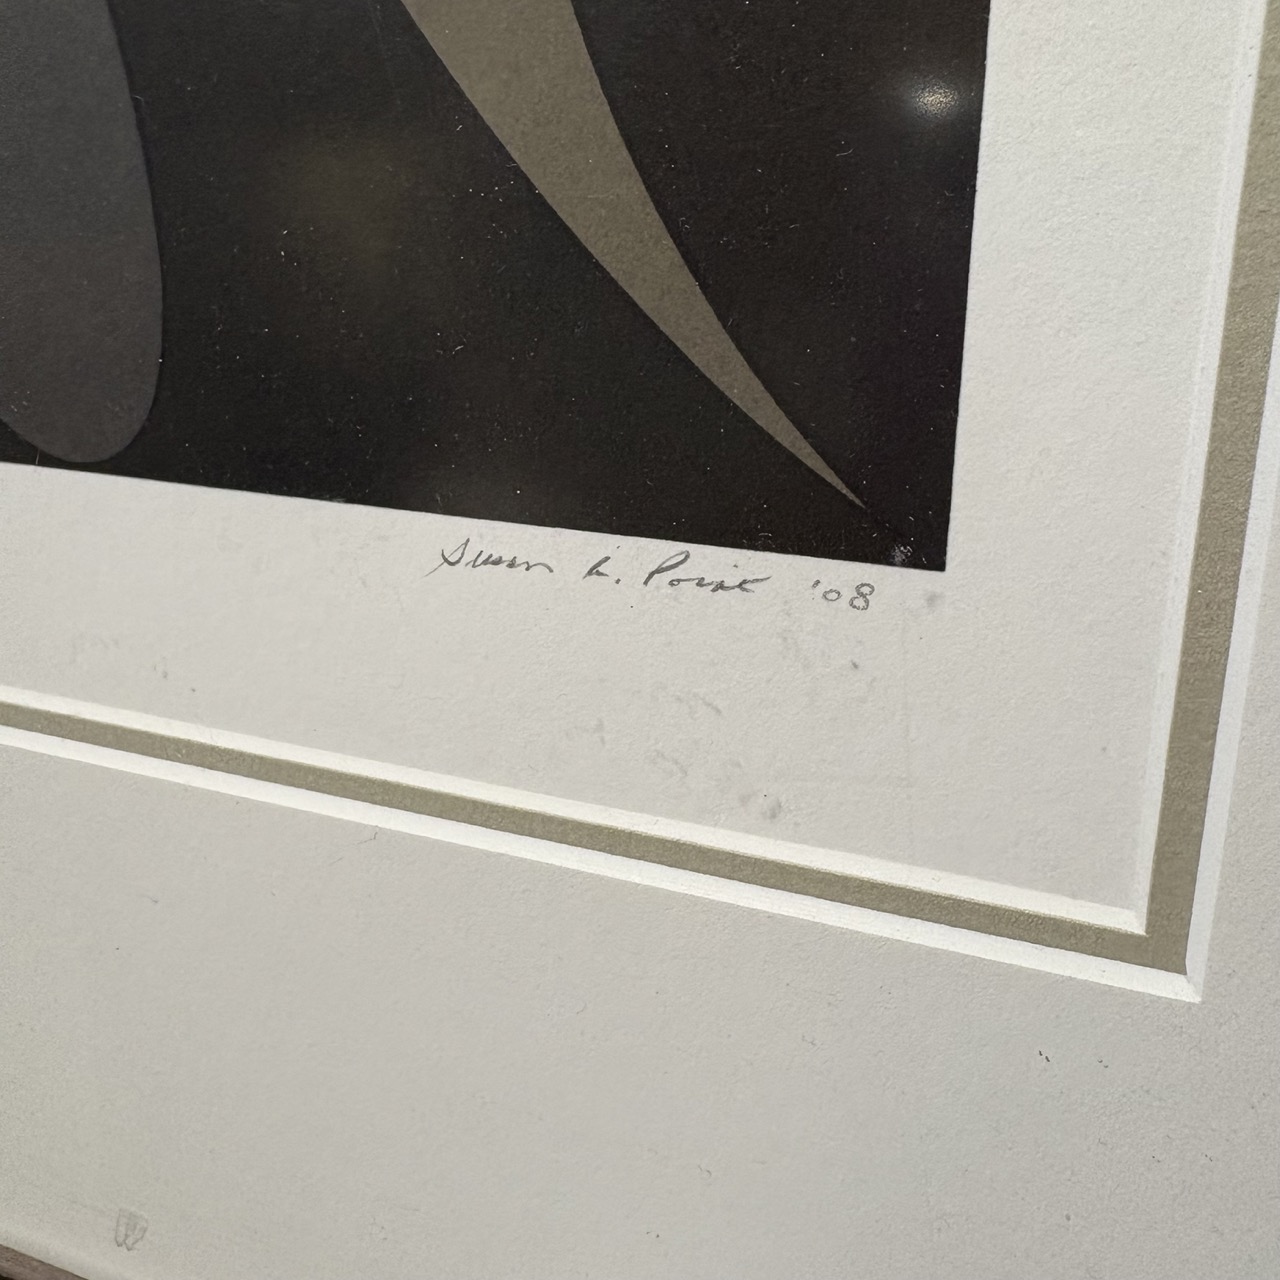 Susan A. Point '08